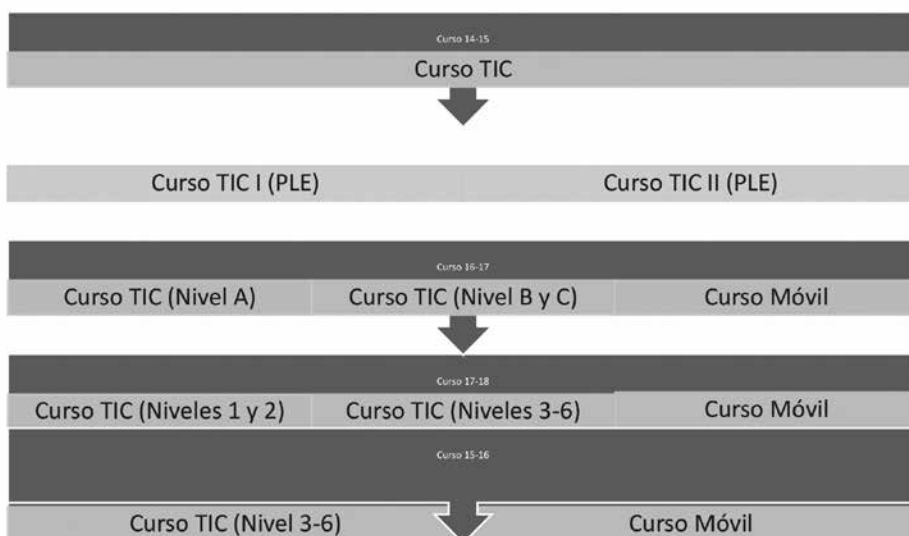 Curso 14-15
Curso TIC
Curso TIC I (PLE) Curso TIC II (PLE)
Curso 16-17
Curso TIC (Nivel A) Curso TIC (Nivel B y C) Curso Móvil
Curso 17-18
Curso TIC (Niveles 1 y 2) Curso TIC (Niveles 3-6) Curso Móvil
Curso 15-16
Curso TIC (Nivel 3-6) Curso Móvil